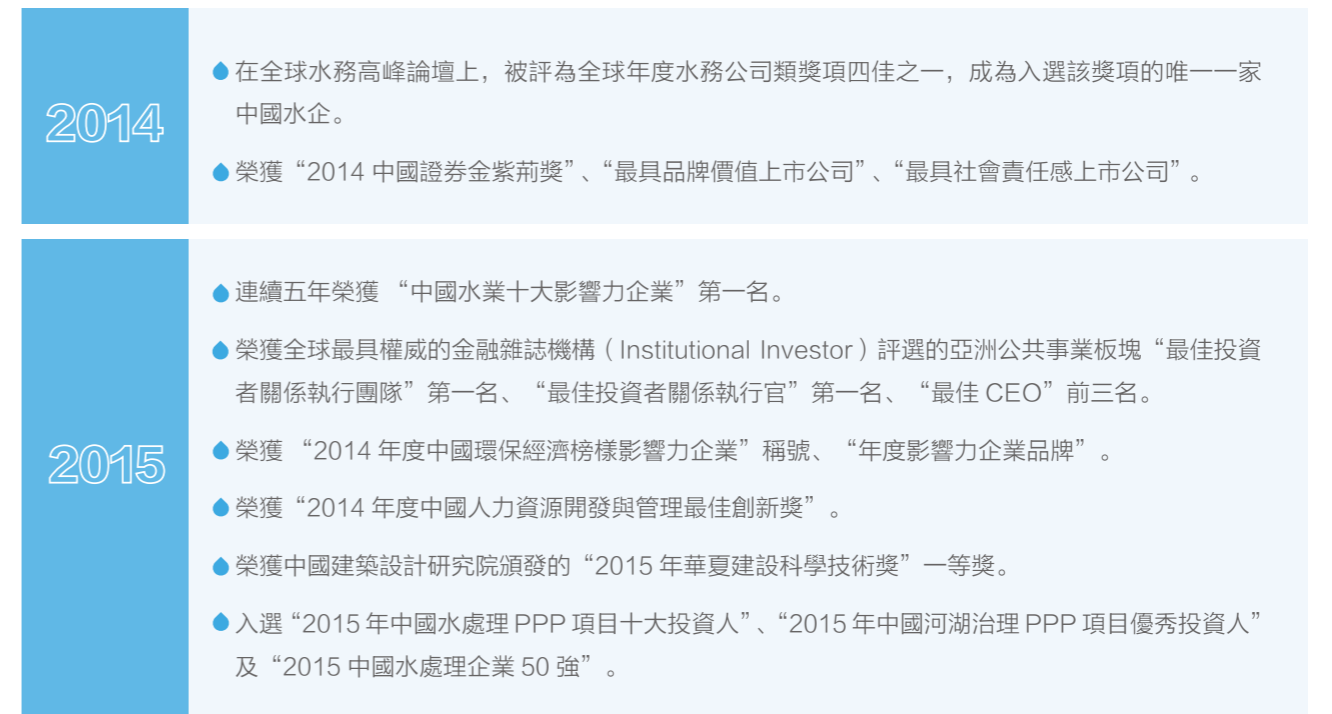 2014
在全球水務高峰論壇上，被評為全球年度水務公司類獎項四佳之一，成為入選該獎項的唯一一家
中國水企。
榮獲“2014 中國證券金紫荊獎”、“最具品牌價值上市公司”、“最具社會責任感上市公司”。
2015
連續五年榮獲 “中國水業十大影響力企業”第一名。
榮獲全球最具權威的金融雜誌機構（Institutional Investor）評選的亞洲公共事業板塊“最佳投資
者關係執行團隊”第一名、“最佳投資者關係執行官”第一名、“最佳 CEO”前三名。
榮獲 “2014 年度中國環保經濟榜樣影響力企業”稱號、“年度影響力企業品牌”。
榮獲“2014 年度中國人力資源開發與管理最佳創新獎”。
榮獲中國建築設計研究院頒發的“2015 年華夏建設科學技術獎”一等獎。
入選“2015 年中國水處理 PPP 項目十大投資人”、“2015 年中國河湖治理 PPP 項目優秀投資人”
及“2015 中國水處理企業 50 強”。